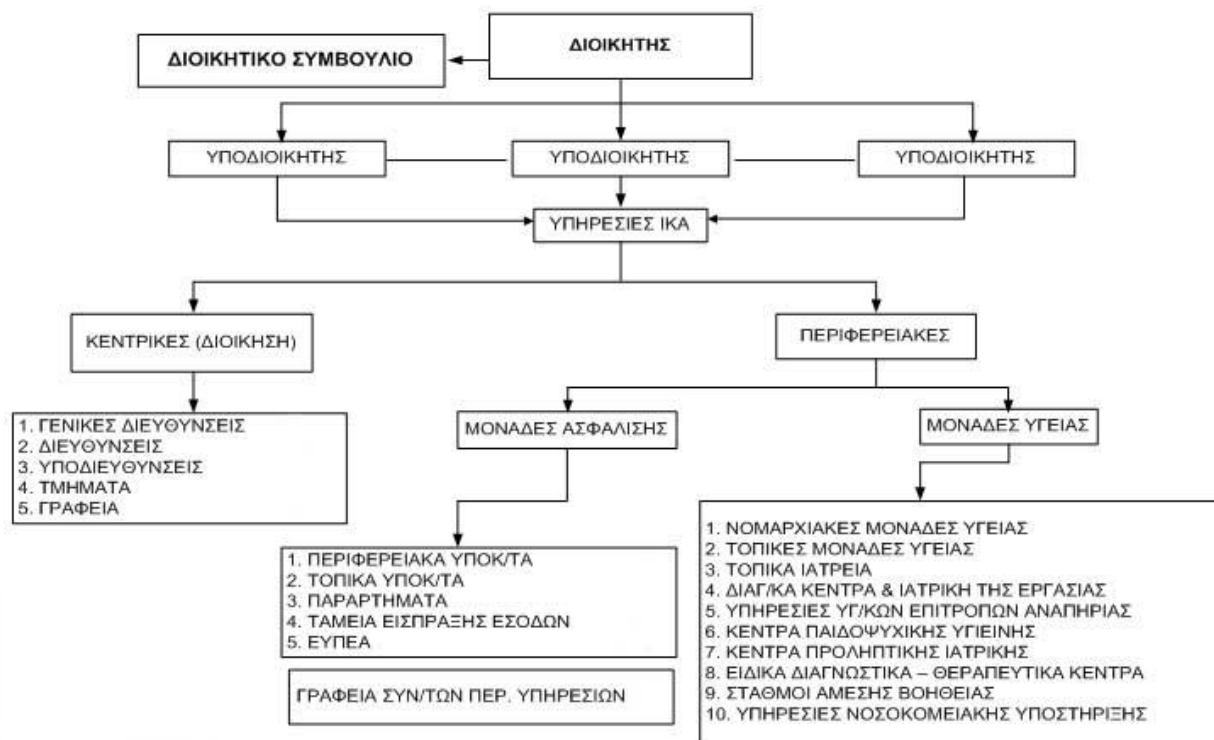 ΔΙΟΙΚΗΤΙΚΟ ΣΥΜΒΟΥΛΙΟ
ΔΙΟΙΚΗΤΗΣ
ΥΠΟΔΙΟΙΚΗΤΗΣ
ΥΠΟΔΙΟΙΚΗΤΗΣ
ΥΠΟΔΙΟΙΚΗΤΗΣ
ΥΠΗΡΕΣΙΕΣ ΙΚΑ
ΚΕΝΤΡΙΚΕΣ (ΔΙΟΙΚΗΣΗ)
ΠΕΡΙΦΕΡΕΙΑΚΕΣ
1. ΓΕΝΙΚΕΣ ΔΙΕΥΘΥΝΣΕΙΣ
2. ΔΙΕΥΘΥΝΣΕΙΣ
3. ΥΠΟΔΙΕΥΘΥΝΣΕΙΣ
4. ΤΜΗΜΑΤΑ
5. ΓΡΑΦΕΙΑ
ΜΟΝΑΔΕΣ ΑΣΦΑΛΙΣΗΣ
ΜΟΝΑΔΕΣ ΥΓΕΙΑΣ
1. ΠΕΡΙΦΕΡΕΙΑΚΑ ΥΠΟΚ/ΤΑ
2. ΤΟΠΙΚΑ ΥΠΟΚ/ΤΑ
3. ΠΑΡΑΡΤΗΜΑΤΑ
4. ΤΑΜΕΙΑ ΕΙΣΠΡΑΞΗΣ ΕΣΟΔΩΝ
5. ΕΥΠΕΑ
ΓΡΑΦΕΙΑ ΣΥΝ/ΤΩΝ ΠΕΡ. ΥΠΗΡΕΣΙΩΝ
1. ΝΟΜΑΡΧΙΑΚΕΣ ΜΟΝΑΔΕΣ ΥΓΕΙΑΣ
2. ΤΟΠΙΚΕΣ ΜΟΝΑΔΕΣ ΥΓΕΙΑΣ
3. ΤΟΠΙΚΑ ΙΑΤΡΕΙΑ
4. ΔΙΑΓ/ΚΑ ΚΕΝΤΡΑ & ΙΑΤΡΙΚΗ ΤΗΣ ΕΡΓΑΣΙΑΣ
5. ΥΠΗΡΕΣΙΕΣ ΥΓ/ΚΩΝ ΕΠΙΤΡΟΠΩΝ ΑΝΑΠΗΡΙΑΣ
6. ΚΕΝΤΡΑ ΠΑΙΔΟΨΥΧΙΚΗΣ ΥΓΙΕΙΝΗΣ
7. ΚΕΝΤΡΑ ΠΡΟΛΗΠΤΙΚΗΣ ΙΑΤΡΙΚΗΣ
8. ΕΙΔΙΚΑ ΔΙΑΓΝΩΣΤΙΚΑ – ΘΕΡΑΠΕΥΤΙΚΑ ΚΕΝΤΡΑ
9. ΣΤΑΘΜΟΙ ΑΜΕΣΗΣ ΒΟΗΘΕΙΑΣ
10. ΥΠΗΡΕΣΙΕΣ ΝΟΣΟΚΟΜΕΙΑΚΗΣ ΥΠΟΣΤΗΡΙΞΗΣ